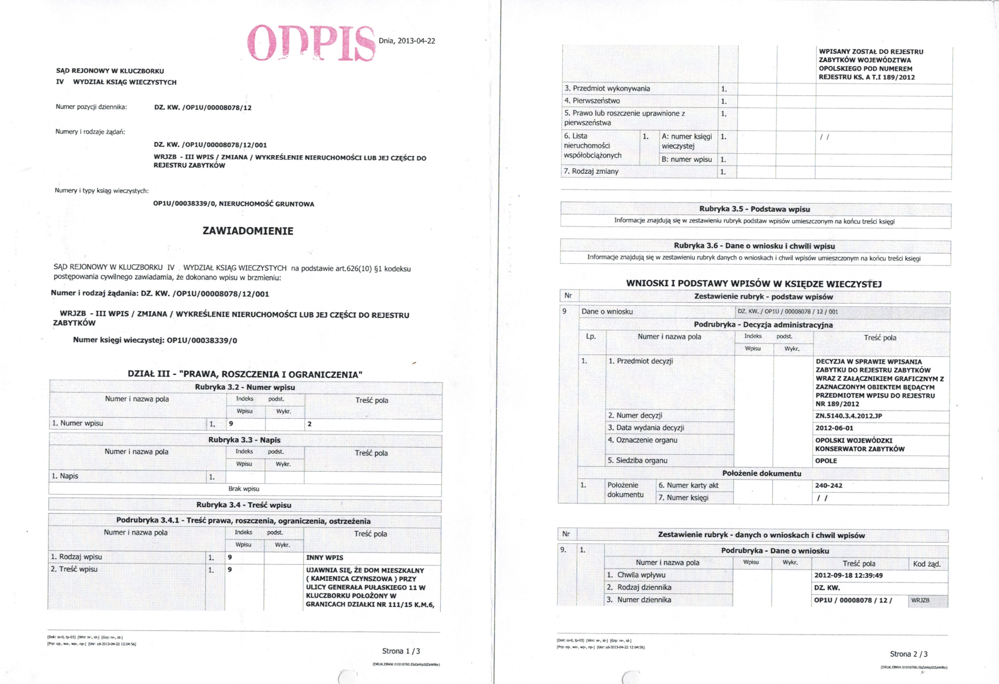 ODPIS
Dnia, 2013-04-22
SĄD REJONOWY W KLUCZBORKU
IV WYDZIAŁ KSIĄG WIECZYSTYCH
Numer pozycji dziennika: DZ. KW. /OP1U/00008078/12
Numery i rodzaje żądań:
DZ. KW. /OP1U/00008078/12/001
WRJZB - III WPIS / ZMIANA / WYKREŚLENIE NIERUCHOMOŚCI LUB JEJ CZĘŚCI DO
REJESTRU ZABYTKÓW
Numery i typy ksiąg wieczystych:
OP1U/00038339/0, NIERUCHOMOŚĆ GRUNTOWA
ZAWIADOMIENIE
SĄD REJONOWY W KLUCZBORKU IV WYDZIAŁ KSIĄG WIECZYSTYCH na podstawie art.626(10) §1 kodeksu
postępowania cywilnego zawiadamia, że dokonano wpisu w brzmieniu:
Numer i rodzaj żądania: DZ. KW. /OP1U/00008078/12/001
WRJZB - III WPIS / ZMIANA / WYKREŚLENIE NIERUCHOMOŚCI LUB JEJ CZĘŚCI DO REJESTRU
ZABYTKÓW
Numer księgi wieczystej: OP1U/00038339/0
DZIAŁ III - "PRAWA, ROSZCZENIA I OGRANICZENIA"
Rubryka 3.2 - Numer wpisu
Numer i nazwa pola Indeks podst. Treść pola
Wpisu Wykr.
1. Numer wpisu 1. 9 2
Rubryka 3.3 - Napis
Numer i nazwa pola Indeks podst. Treść pola
Wpisu Wykr.
1. Napis 1.
Brak wpisu
Rubryka 3.4 - Treść wpisu
Podrubryka 3.4.1 - Treść prawa, roszczenia, ograniczenia, ostrzeżenia
Numer i nazwa pola Indeks podst. Treść pola
Wpisu Wykr.
1. Rodzaj wpisu 1. 9 INNY WPIS
2. Treść wpisu 1. 9 UJAWNIA SIĘ, ŻE DOM MIESZKALNY
( KAMIENICA CZYNSZOWA ) PRZY
ULICY GENERAŁA PUŁASKIEGO 11 W
KLUCZBORKU POŁOŻONY W
GRANICACH DZIAŁKI NR 111/15 K.M.6,
[Dok: ss-0, tp-03] [Wni: nr-, id-] [Grp: nr-, id-]
[Prp: eg-, we-, wp-, np-] [Usr: cd-2013-04-22 12:04:56]
Strona 1 / 3
(DRUK.EBKW.01010700.EbZaWpStZaWiRe)
WPISANY ZOSTAŁ DO REJESTRU
ZABYTKÓW WOJEWÓDZTWA
OPOLSKIEGO POD NUMEREM
REJESTRU KS. A T.I 189/2012
3. Przedmiot wykonywania 1.
4. Pierwszeństwo 1.
5. Prawo lub roszczenie uprawnione z 1.
pierwszeństwa
6. Lista 1. A: numer księgi 1. / /
nieruchomości wieczystej
współobciążonych B: numer wpisu 1.
7. Rodzaj zmiany 1.
Rubryka 3.5 - Podstawa wpisu
Informacje znajdują się w zestawieniu rubryk podstaw wpisów umieszczonym na końcu treści księgi
Rubryka 3.6 - Dane o wniosku i chwili wpisu
Informacje znajdują się w zestawieniu rubryk danych o wnioskach i chwil wpisów umieszczonym na końcu treści księgi
WNIOSKI I PODSTAWY WPISÓW W KSIĘDZE WIECZYSTEJ
Nr Zestawienie rubryk - podstaw wpisów
9 Dane o wniosku DZ. KW. / OP1U / 00008078 / 12 / 001
Podrubryka - Decyzja administracyjna
Lp. Numer i nazwa pola Indeks podst. Treść pola
Wpisu Wykr.
1. 1. Przedmiot decyzji DECYZJA W SPRAWIE WPISANIA
ZABYTKU DO REJESTRU ZABYTKÓW
WRAZ Z ZAŁĄCZNIKIEM GRAFICZNYM Z
ZAZNACZONYM OBIEKTEM BĘDĄCYM
PRZEDMIOTEM WPISU DO REJESTRU
NR 189/2012
2. Numer decyzji ZN.5140.3.4.2012.JP
3. Data wydania decyzji 2012-06-01
4. Oznaczenie organu OPOLSKI WOJEWÓDZKI
KONSERWATOR ZABYTKÓW
5. Siedziba organu OPOLE
Położenie dokumentu
1. Położenie 6. Numer karty akt 240-242
dokumentu 7. Numer księgi / /
Nr Zestawienie rubryk - danych o wnioskach i chwil wpisów
9. 1. Podrubryka - Dane o wniosku
Numer i nazwa pola Wpisu Wykr. Treść pola Kod żąd.
1. Chwila wpływu 2012-09-18 12:39:49
2. Rodzaj dziennika DZ. KW.
3. Numer dziennika OP1U / 00008078 / 12 / WRJZB
[Dok: ss-0, tp-03] [Wni: nr-, id-] [Grp: nr-, id-]
[Prp: eg-, we-, wp-, np-] [Usr: cd-2013-04-22 12:04:56]
Strona 2 / 3
(DRUK.EBKW.01010700.EbZaWpStZaWiRe)